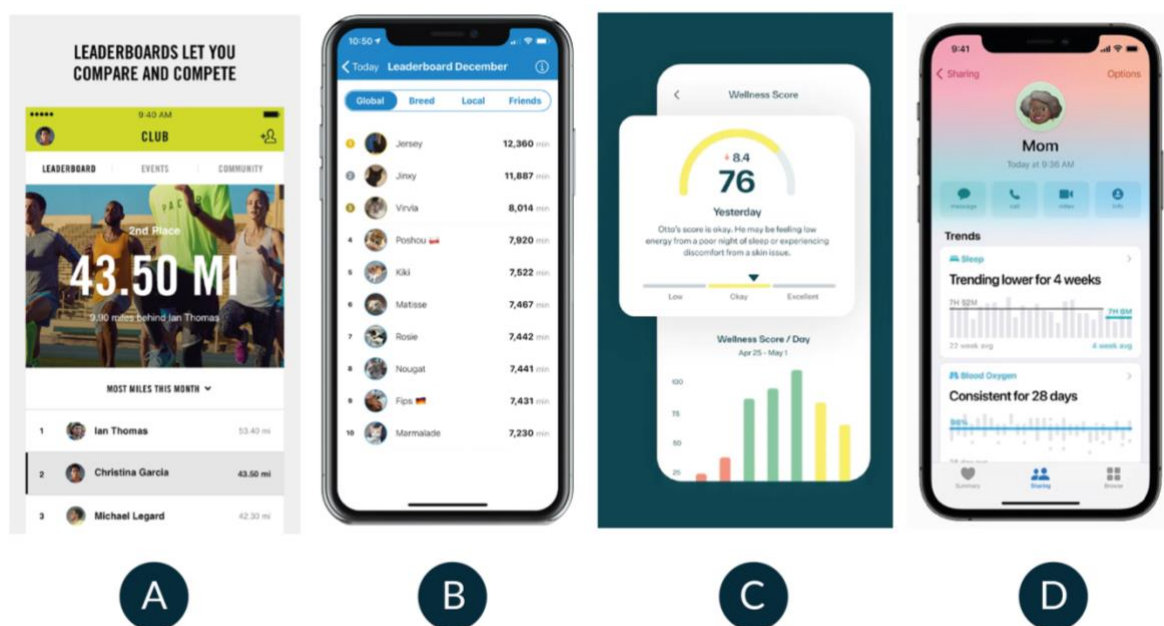 LEADERBOARDS LET YOU
COMPARE AND COMPETE
9:40 AM
CLUB
LEADERBOARD EVENTS COMMUNITY
PACER
2nd Place
43.50 MI
9.90 miles behind Ian Thomas
MOST MILES THIS MONTH
1 Ian Thomas 53.40 mi
2 Christina Garcia 43.50 mi
3 Michael Legard 42.30 mi
A
10:50
Today Leaderboard December
Global Breed Local Friends
1 Jersey 12,360 min
2 Jinxy 11,887 min
3 Virvia 8,014 min
4 Poshou 7,920 min
5 Kiki 7,522 min
6 Matisse 7,467 min
7 Rosie 7,442 min
8 Nougat 7,441 min
9 Fips 7,431 min
10 Marmalade 7,230 min
B
Wellness Score
8.4
76
Yesterday
Otto's score is okay. He may be feeling low
energy from a poor night of sleep or experiencing
discomfort from a skin issue.
Low Okay Excellent
Wellness Score / Day
Apr 25 - May 1
100
75
50
25
C
9:41
Sharing Options
Mom
Today at 9:36 AM
message call video info
Trends
Sleep
Trending lower for 4 weeks
7H 52M
7H 8M
22 week avg 4 week avg
Blood Oxygen
Consistent for 28 days
96%
28 day avg
Summary Sharing Browse
D